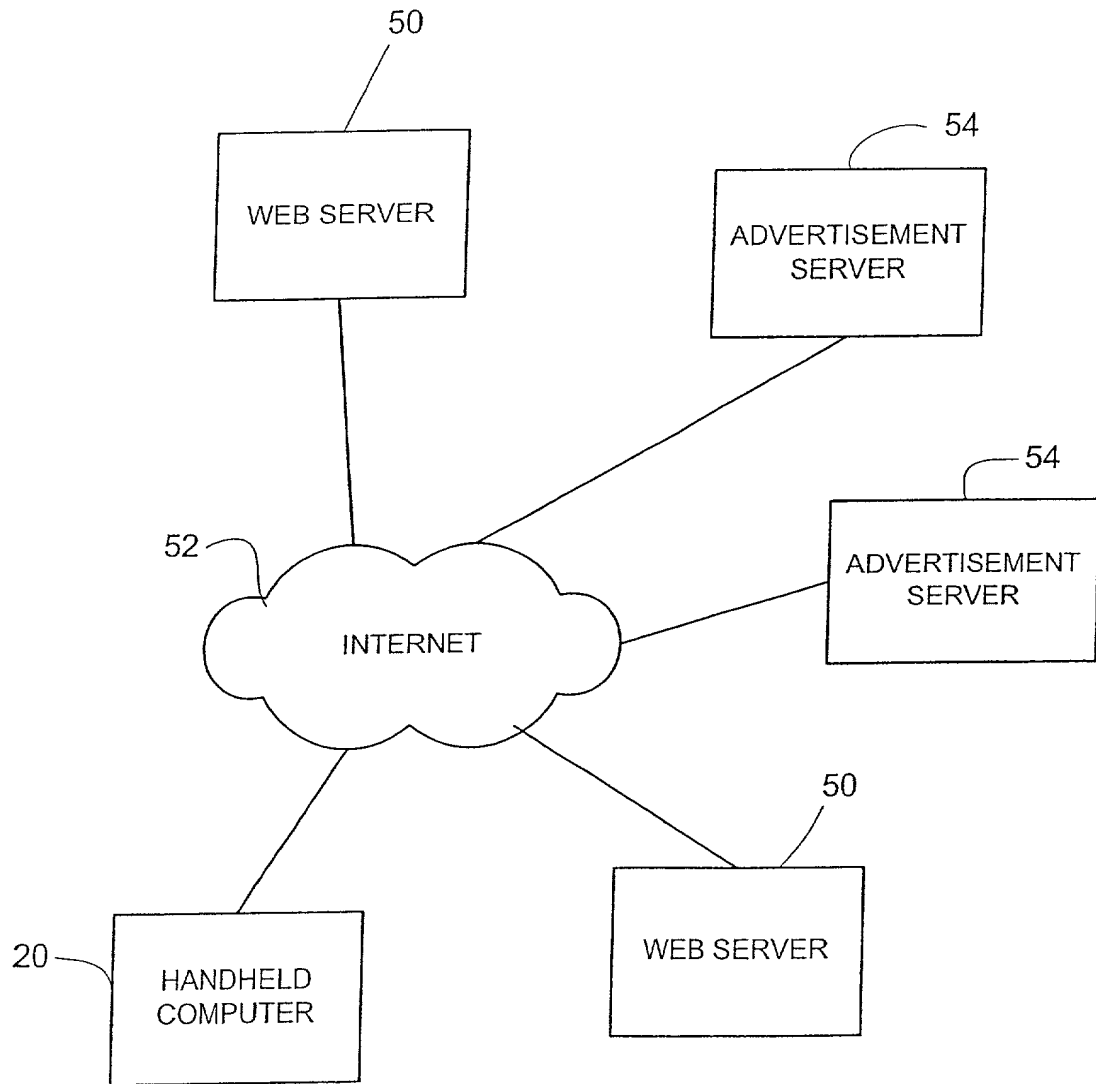 50
WEB SERVER
54
ADVERTISEMENT
SERVER
54
ADVERTISEMENT
SERVER
52
INTERNET
50
WEB SERVER
20
HANDHELD
COMPUTER